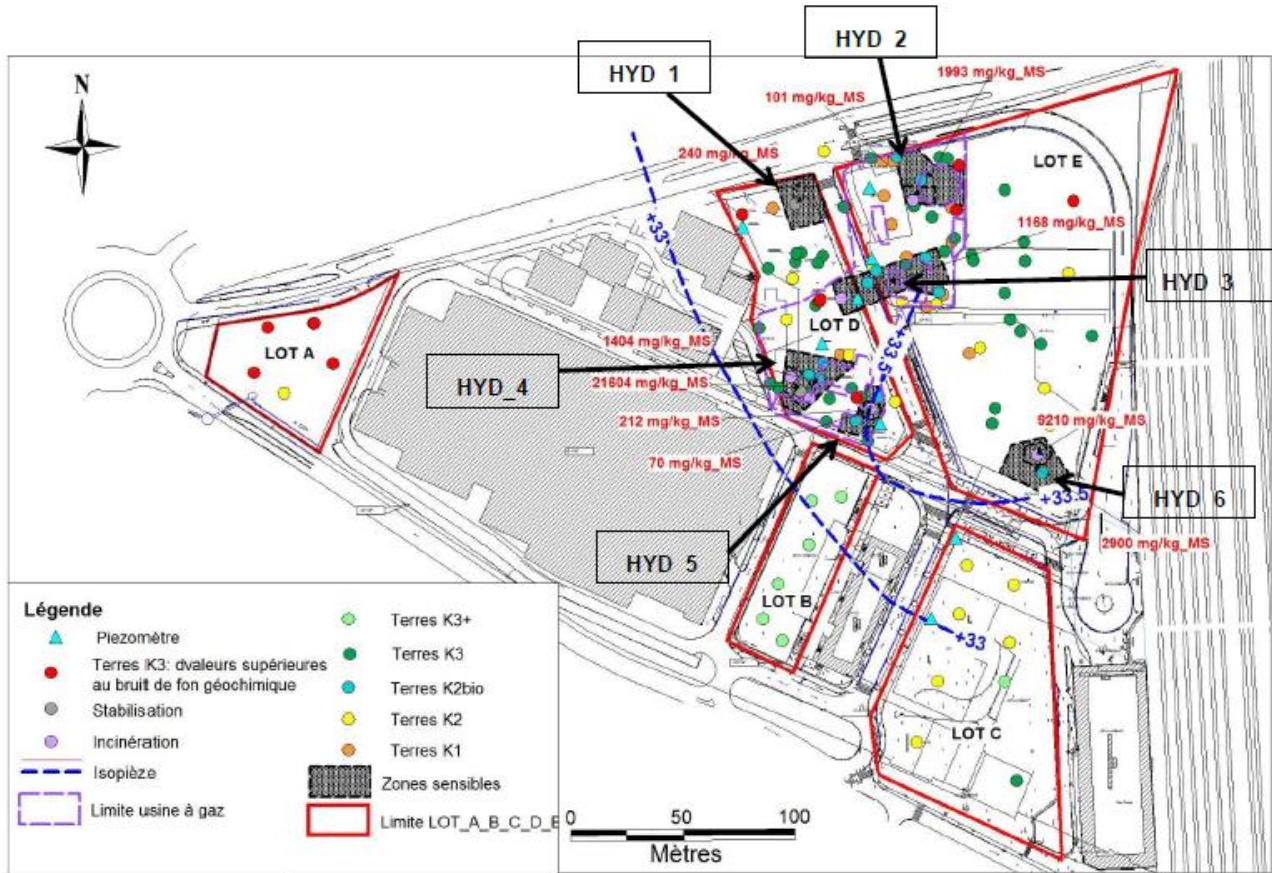 HYD 2
HYD 1
1993 mg/kg_MS
N
101 mg/kg_MS
LOT E
240 mg/kg_MS
+33
1168 mg/kg_MS
HYD 3
LOT D
1404 mg/kg_MS
+33.5
LOT A
HYD_4
21604 mg/kg_MS
212 mg/kg_MS
9210 mg/kg_MS
70 mg/kg_MS
+33.5
HYD 6
2900 mg/kg_MS
HYD 5
LOT B
+33
LOT C
Légende
Piezomètre
Terres K3: dvaleurs supérieures
au bruit de fon géochimique
Stabilisation
Incinération
Isopièze
Limite usine à gaz
Terres K3+
Terres K3
Terres K2bio
Terres K2
Terres K1
Zones sensibles
Limite LOT_A_B_C_D_E
0 50 100
Mètres